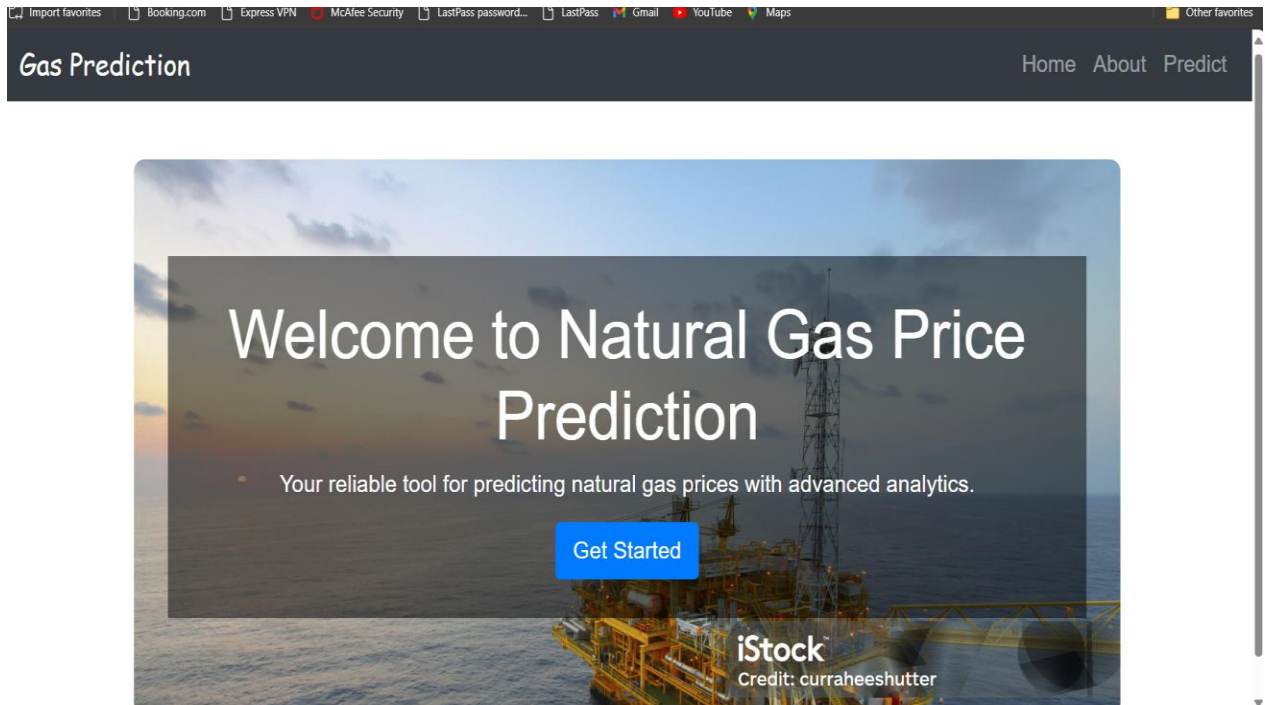 Import favorites Booking.com Express VPN McAfee Security LastPass password... LastPass Gmail YouTube Maps Other favorites
Gas Prediction Home About Predict
Welcome to Natural Gas Price
Prediction
Your reliable tool for predicting natural gas prices with advanced analytics.
Get Started
iStock™
Credit: curraheeshutter